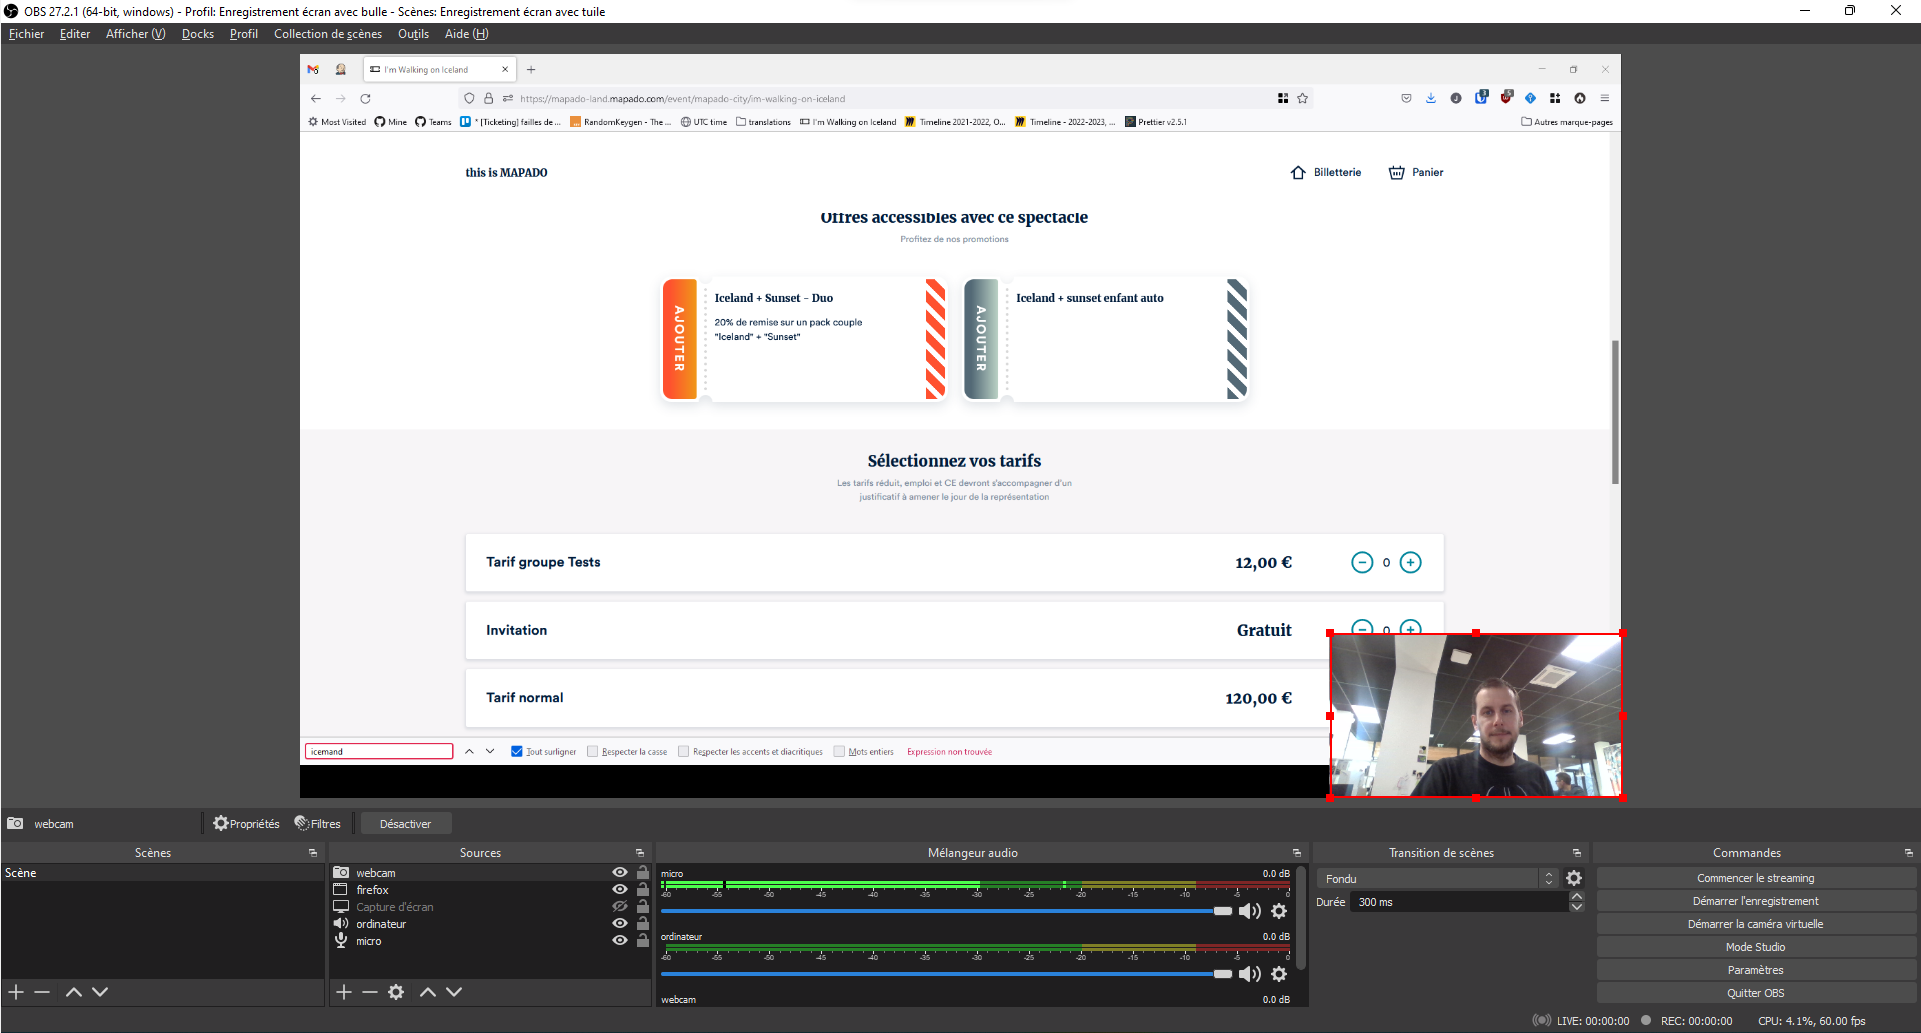 OBS 27.2.1 (64-bit, windows) - Profil: Enregistrement écran avec bulle - Scènes: Enregistrement écran avec tuile
Fichier Editer Afficher (V) Docks Profil Collection de scènes Outils Aide (H)
I'm Walking on Iceland
https://mapado-land.mapado.com/event/mapado-city/im-walking-on-iceland
Most Visited Mine Teams * [Ticketing] failles de ... RandomKeygen - The ... UTC time translations I'm Walking on Iceland Timeline 2021-2022, O... Timeline - 2022-2023, ... Prettier v2.5.1 Autres marque-pages
this is MAPADO Billetterie Panier
Offres accessibles avec ce spectacle
Profitez de nos promotions
AJOUTER
Iceland + Sunset - Duo
20% de remise sur un pack couple
"Iceland" + "Sunset"
AJOUTER
Iceland + sunset enfant auto
Sélectionnez vos tarifs
Les tarifs réduit, emploi et CE devront s'accompagner d'un
justificatif à amener le jour de la représentation
Tarif groupe Tests 12,00 € 0
Invitation Gratuit 0
Tarif normal 120,00 €
icemand Tout surligner Respecter la casse Respecter les accents et diacritiques Mots entiers Expression non trouvée
webcam Propriétés Filtres Désactiver
Scènes
Scène
Sources
webcam
firefox
Capture d'écran
ordinateur
micro
Mélangeur audio
micro 0.0 dB
-60 -55 -50 -45 -40 -35 -30 -25 -20 -15 -10 -5 0
ordinateur 0.0 dB
-60 -55 -50 -45 -40 -35 -30 -25 -20 -15 -10 -5 0
webcam 0.0 dB
Transition de scènes
Fondu
Durée 300 ms
Commandes
Commencer le streaming
Démarrer l'enregistrement
Démarrer la caméra virtuelle
Mode Studio
Paramètres
Quitter OBS
LIVE: 00:00:00 REC: 00:00:00 CPU: 4.1%, 60.00 fps